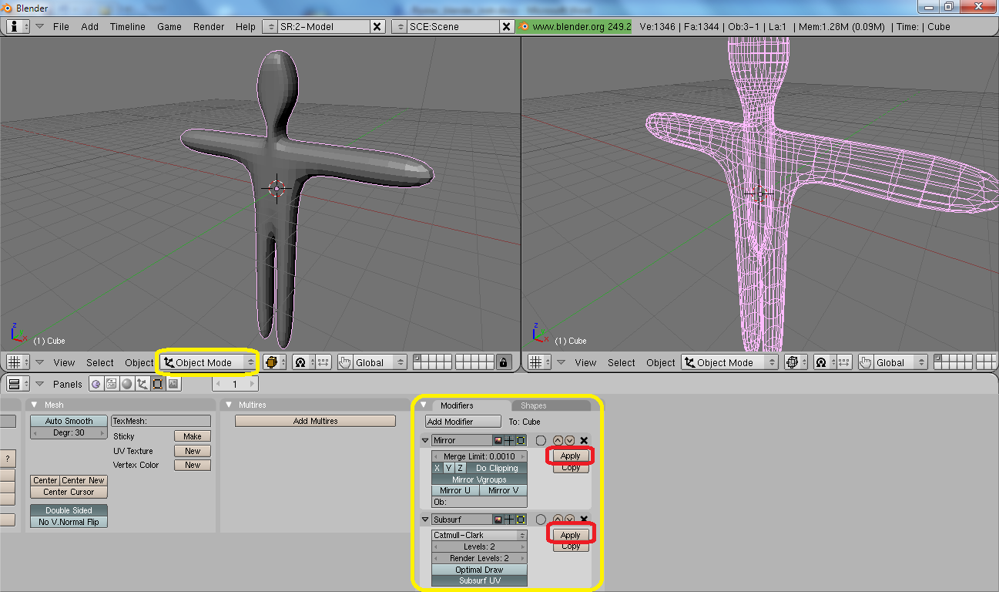 Blender
File Add Timeline Game Render Help SR:2-Model SCE:Scene www.blender.org 249.2 Ve:1346 | Fa:1344 | Ob:3-1 | La:1 | Mem:1.28M (0.09M) | Time: | Cube
z
x
(1) Cube
z
x
(1) Cube
View Select Object Object Mode Global
View Select Object Object Mode Global
Panels 1
Mesh
Auto Smooth TexMesh:
Degr: 30
Sticky Make
UV Texture New
Vertex Color New
?
Center Center New
Center Cursor
Double Sided
No V.Normal Flip
Multires
Add Multires
Modifiers Shapes
Add Modifier To: Cube
Mirror
Merge Limit: 0.0010 Apply
X Y Z Do Clipping Copy
Mirror Vgroups
Mirror U Mirror V
Ob:
Subsurf
Catmull-Clark Apply
Levels: 2 Copy
Render Levels: 2
Optimal Draw
Subsurf UV